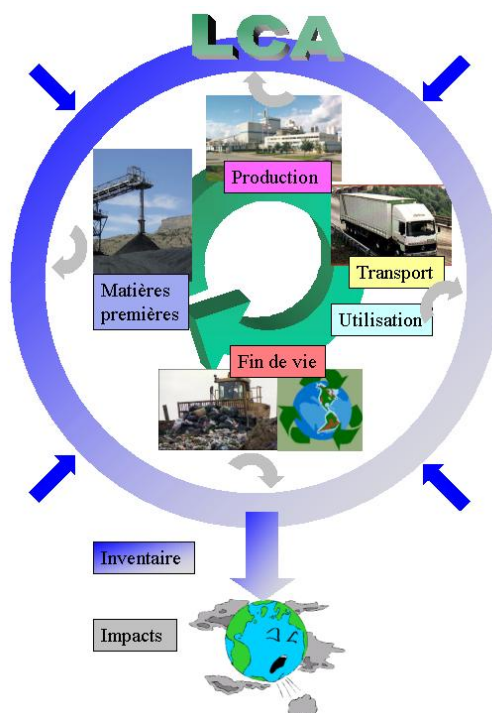 LCA
Production
Transport
Matières
premières
Utilisation
Fin de vie
Inventaire
Impacts